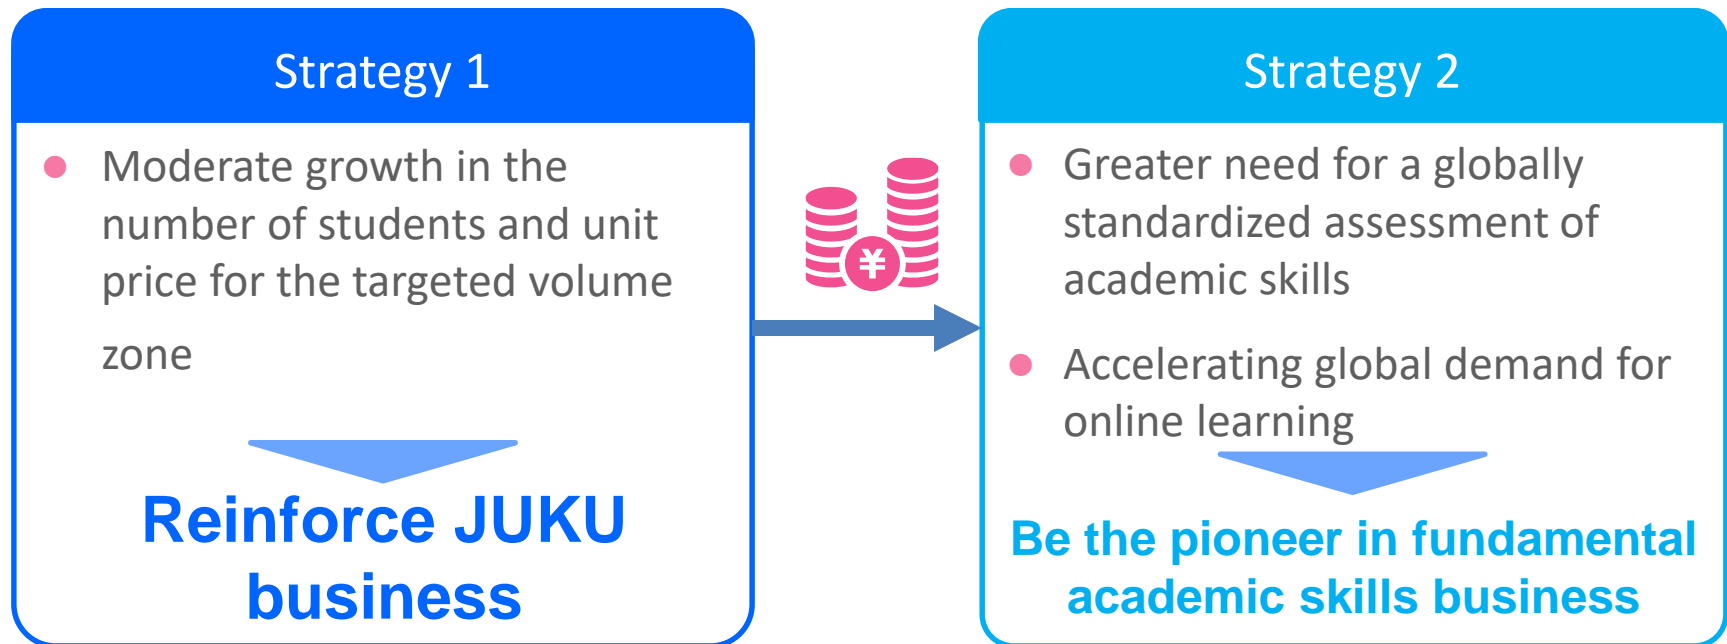 Strategy 1
Moderate growth in the
number of students and unit
price for the targeted volume
zone
Reinforce JUKU
business
¥
Strategy 2
Greater need for a globally
standardized assessment of
academic skills
Accelerating global demand for
online learning
Be the pioneer in fundamental
academic skills business